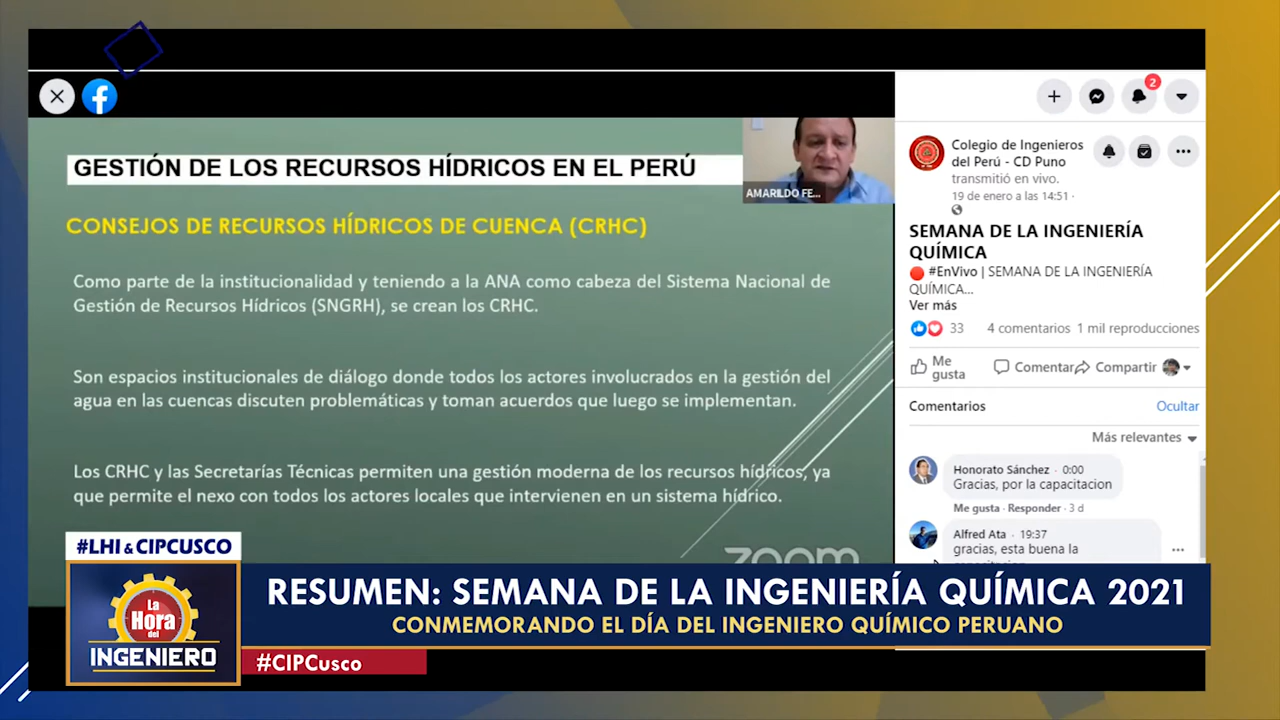 GESTIÓN DE LOS RECURSOS HÍDRICOS EN EL PERÚ
AMARILDO FE...
CONSEJOS DE RECURSOS HÍDRICOS DE CUENCA (CRHC)
Como parte de la institucionalidad y teniendo a la ANA como cabeza del Sistema Nacional de
Gestión de Recursos Hídricos (SNGRH), se crean los CRHC.
Son espacios institucionales de diálogo donde todos los actores involucrados en la gestión del
agua en las cuencas discuten problemáticas y toman acuerdos que luego se implementan.
Los CRHC y las Secretarías Técnicas permiten una gestión moderna de los recursos hídricos, ya
que permite el nexo con todos los actores locales que intervienen en un sistema hídrico.
zoom
2
Colegio de Ingenieros
del Perú - CD Puno
transmitió en vivo.
19 de enero a las 14:51 ·
SEMANA DE LA INGENIERÍA
QUÍMICA
#EnVivo | SEMANA DE LA INGENIERÍA
QUÍMICA...
Ver más
33 4 comentarios 1 mil reproducciones
Me
gusta
Comentar
Compartir
Comentarios Ocultar
Más relevantes
Honorato Sánchez · 0:00
Gracias, por la capacitacion
Me gusta · Responder · 3 d
Alfred Ata · 19:37
gracias, esta buena la
#LHI & CIPCUSCO
La
Hora
del
INGENIERO
RESUMEN: SEMANA DE LA INGENIERÍA QUÍMICA 2021
CONMEMORANDO EL DÍA DEL INGENIERO QUÍMICO PERUANO
#CIPCusco